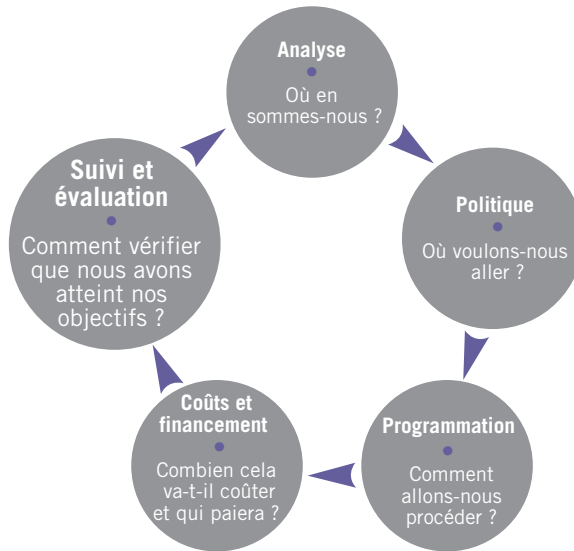 Analyse
Où en
sommes-nous ?
Politique
Où voulons-nous
aller ?
Programmation
Comment
allons-nous
procéder ?
Coûts et
financement
Combien cela
va-t-il coûter
et qui paiera ?
Suivi et
évaluation
Comment vérifier
que nous avons
atteint nos
objectifs ?